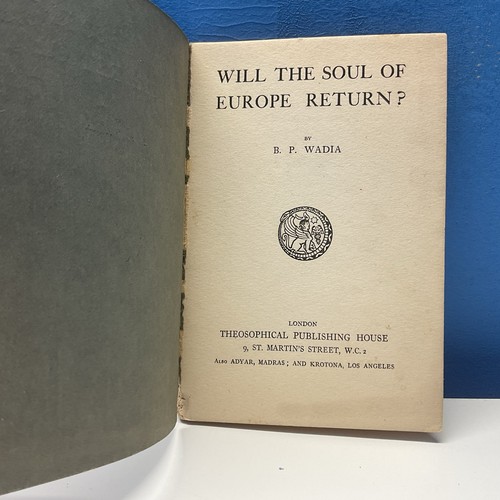 WILL THE SOUL OF
EUROPE RETURN?
BY
B. P. WADIA
LONDON
THEOSOPHICAL PUBLISHING HOUSE
9, ST. MARTIN'S STREET, W.C. 2
ALSO ADYAR, MADRAS; AND KROTONA, LOS ANGELES